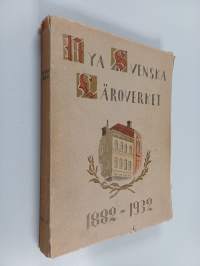 NYA SVENSKA
LÄROVERKET
1882-1932